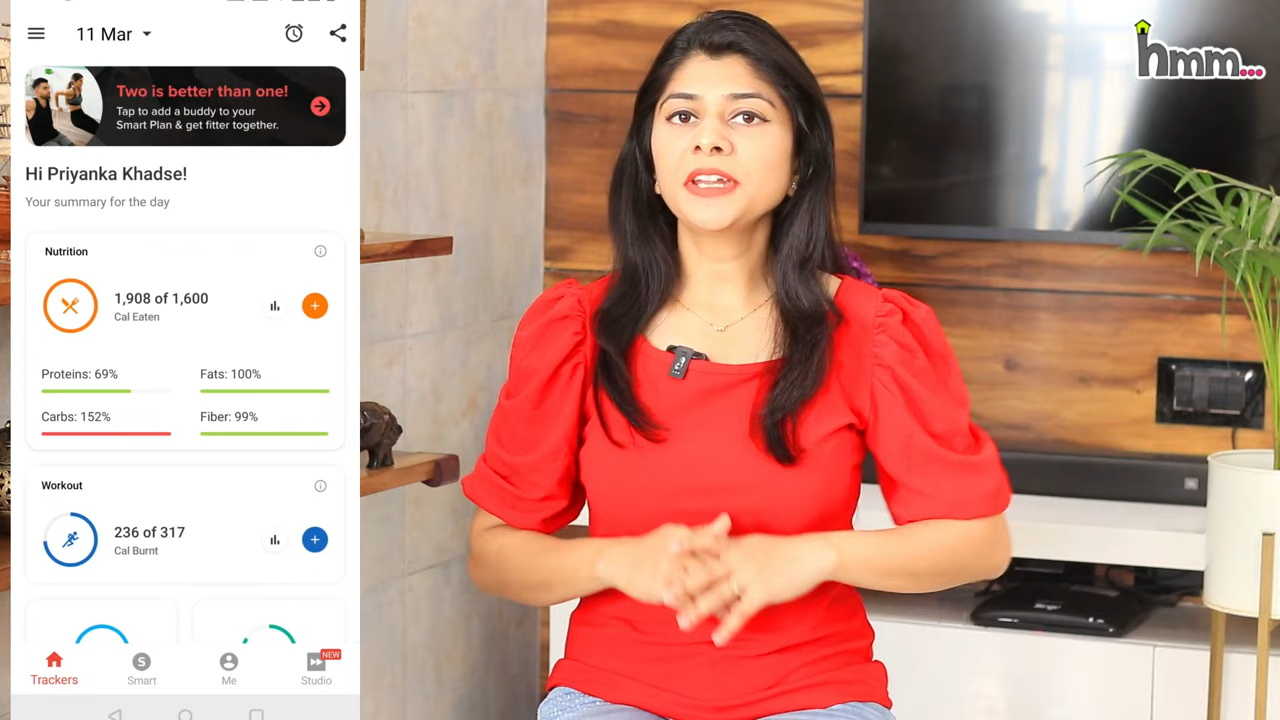 11 Mar
Two is better than one!
Tap to add a buddy to your
Smart Plan & get fitter together.
Hi Priyanka Khadse!
Your summary for the day
Nutrition
1,908 of 1,600
Cal Eaten
Proteins: 69%
Fats: 100%
Carbs: 152%
Fiber: 99%
Workout
236 of 317
Cal Burnt
NEW
Trackers
S
Smart
Me
Studio
hmm...
JBL